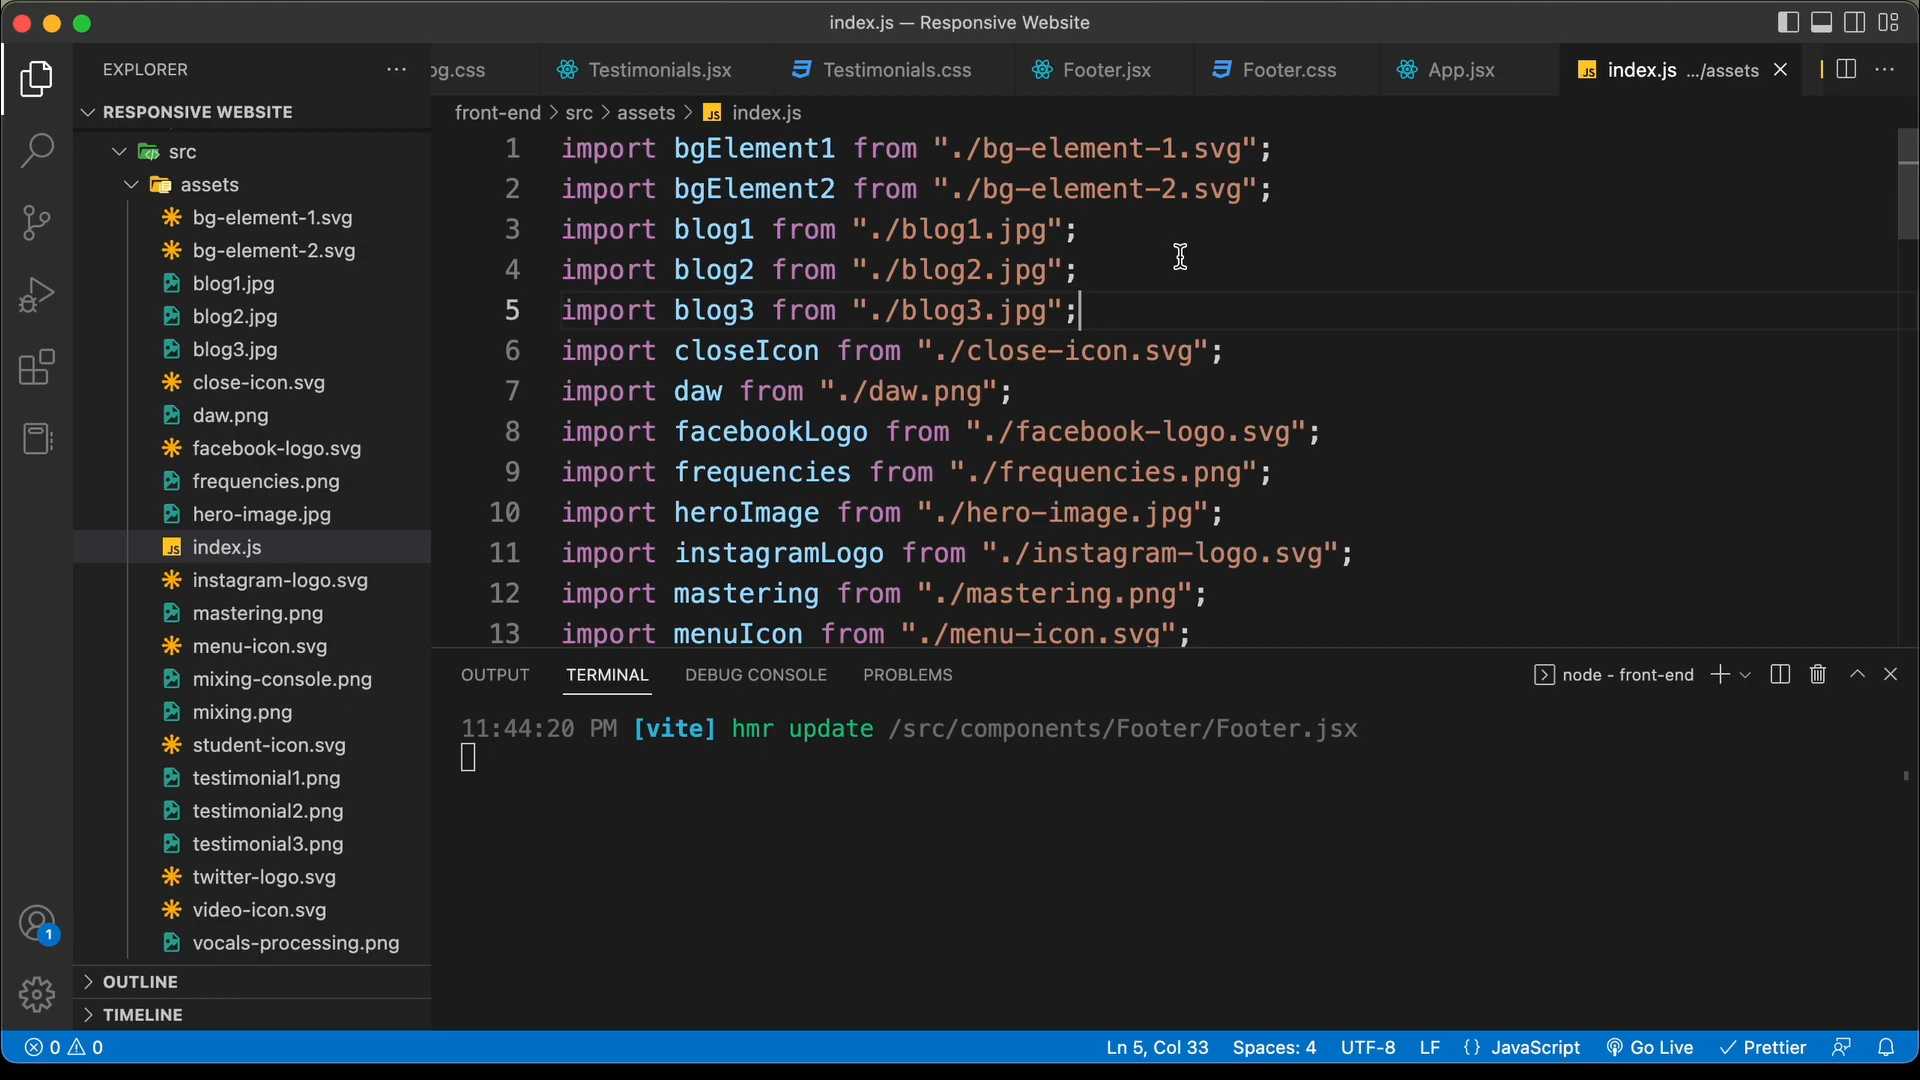 index.js — Responsive Website
EXPLORER
og.css
Testimonials.jsx
Testimonials.css
Footer.jsx
Footer.css
App.jsx
JS index.js .../assets
RESPONSIVE WEBSITE
front-end > src > assets > JS index.js
src
assets
bg-element-1.svg
bg-element-2.svg
blog1.jpg
blog2.jpg
blog3.jpg
close-icon.svg
daw.png
facebook-logo.svg
frequencies.png
hero-image.jpg
JS index.js
instagram-logo.svg
mastering.png
menu-icon.svg
mixing-console.png
mixing.png
student-icon.svg
testimonial1.png
testimonial2.png
testimonial3.png
twitter-logo.svg
video-icon.svg
vocals-processing.png
OUTLINE
TIMELINE
1 import bgElement1 from "./bg-element-1.svg";
2 import bgElement2 from "./bg-element-2.svg";
3 import blog1 from "./blog1.jpg";
4 import blog2 from "./blog2.jpg";
5 import blog3 from "./blog3.jpg";
6 import closeIcon from "./close-icon.svg";
7 import daw from "./daw.png";
8 import facebookLogo from "./facebook-logo.svg";
9 import frequencies from "./frequencies.png";
10 import heroImage from "./hero-image.jpg";
11 import instagramLogo from "./instagram-logo.svg";
12 import mastering from "./mastering.png";
13 import menuIcon from "./menu-icon.svg";
OUTPUT TERMINAL DEBUG CONSOLE PROBLEMS
node - front-end
11:44:20 PM [vite] hmr update /src/components/Footer/Footer.jsx
1
0 0
Ln 5, Col 33 Spaces: 4 UTF-8 LF {} JavaScript Go Live Prettier